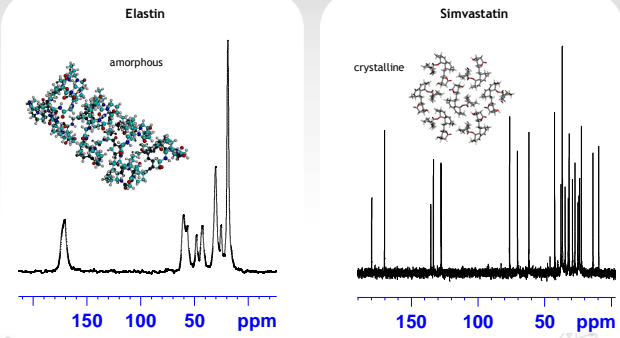 Elastin
amorphous
150 100 50 ppm
Simvastatin
crystalline
150 100 50 ppm